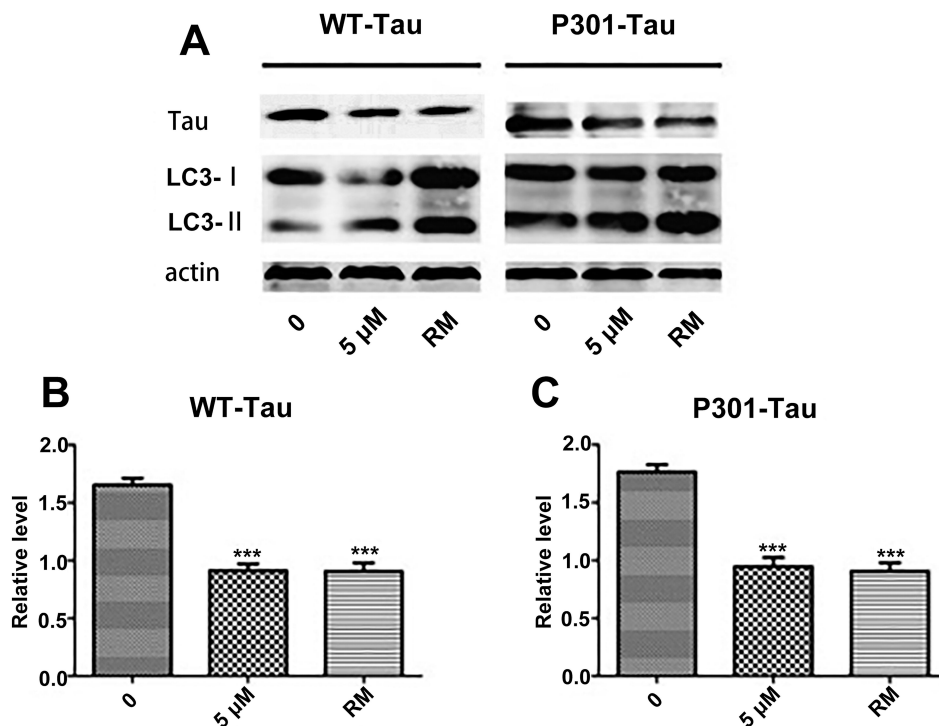 A
WT-Tau
P301-Tau
Tau
LC3- Ⅰ
LC3- Ⅱ
actin
0
5 μM
RM
0
5 μM
RM
B
WT-Tau
Relative level
2.0
1.5
1.0
0.5
0.0
***
***
0
5 μM
RM
C
P301-Tau
Relative level
2.0
1.5
1.0
0.5
0.0
***
***
0
5 μM
RM